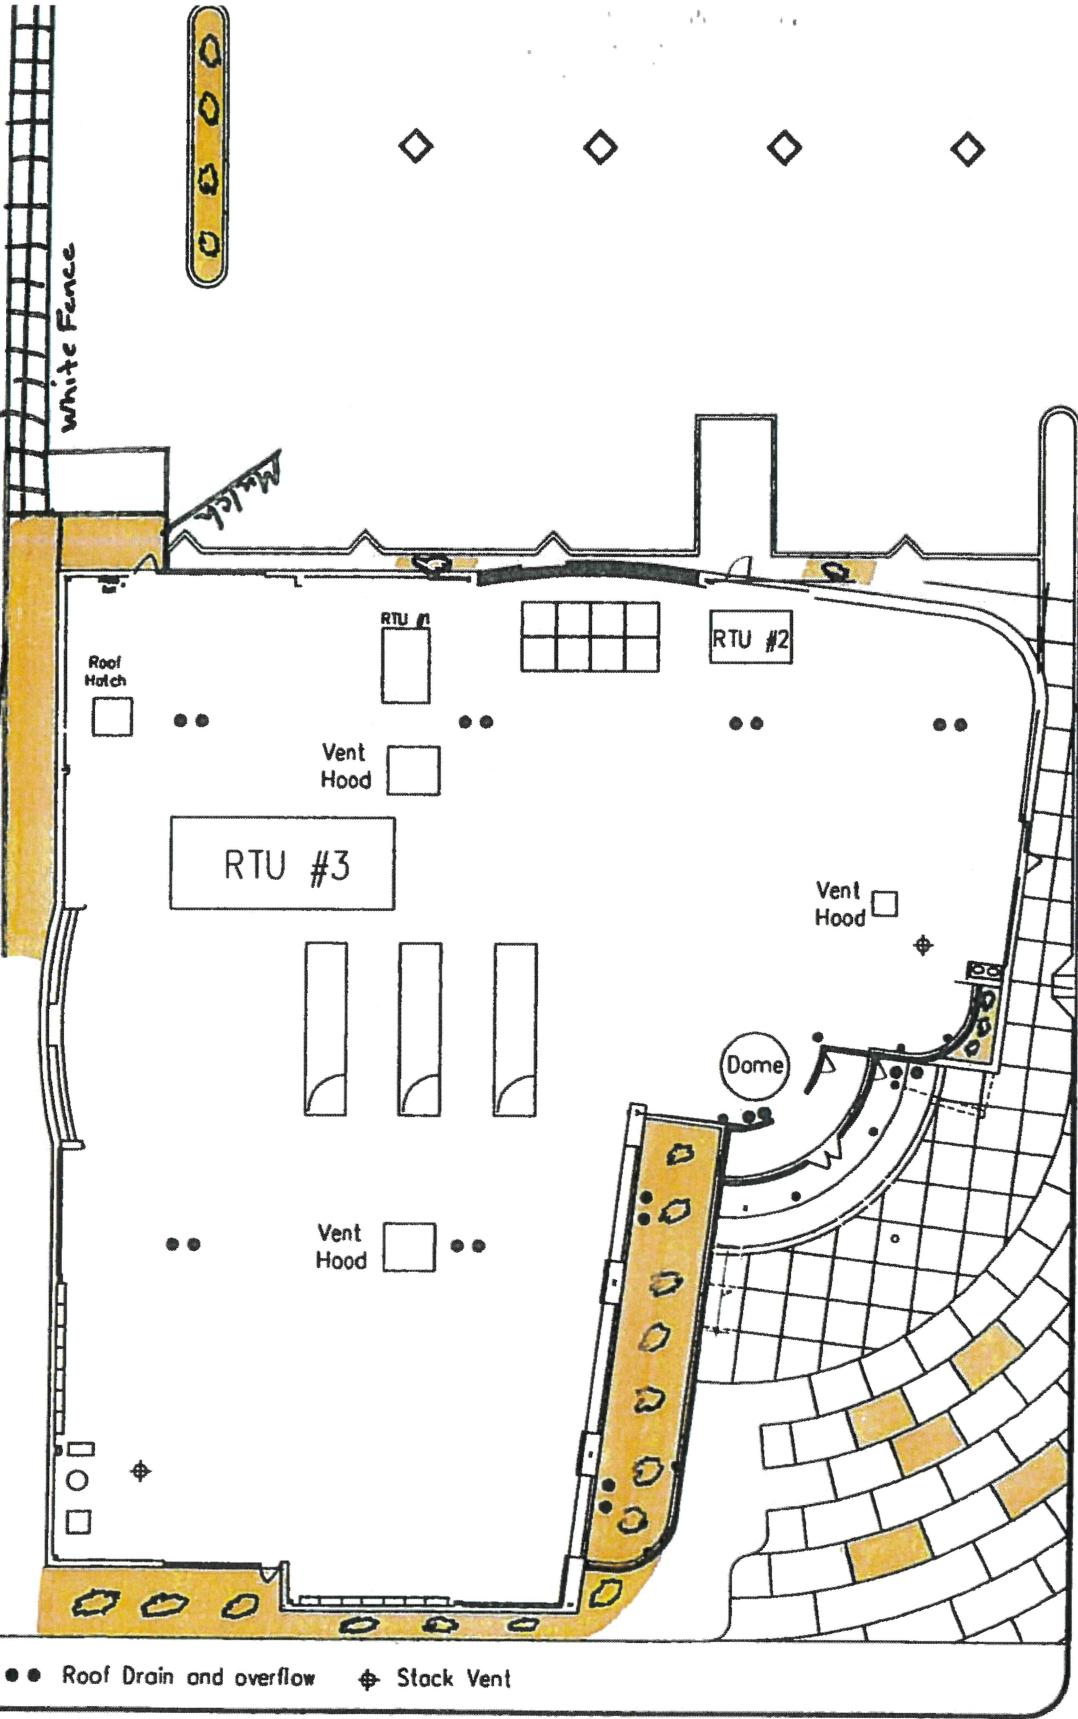 White Fence
Mulch
RTU #1
RTU #2
Roof
Hatch
Vent
Hood
RTU #3
Vent
Hood
Dome
Vent
Hood
Roof Drain and overflow
Stack Vent